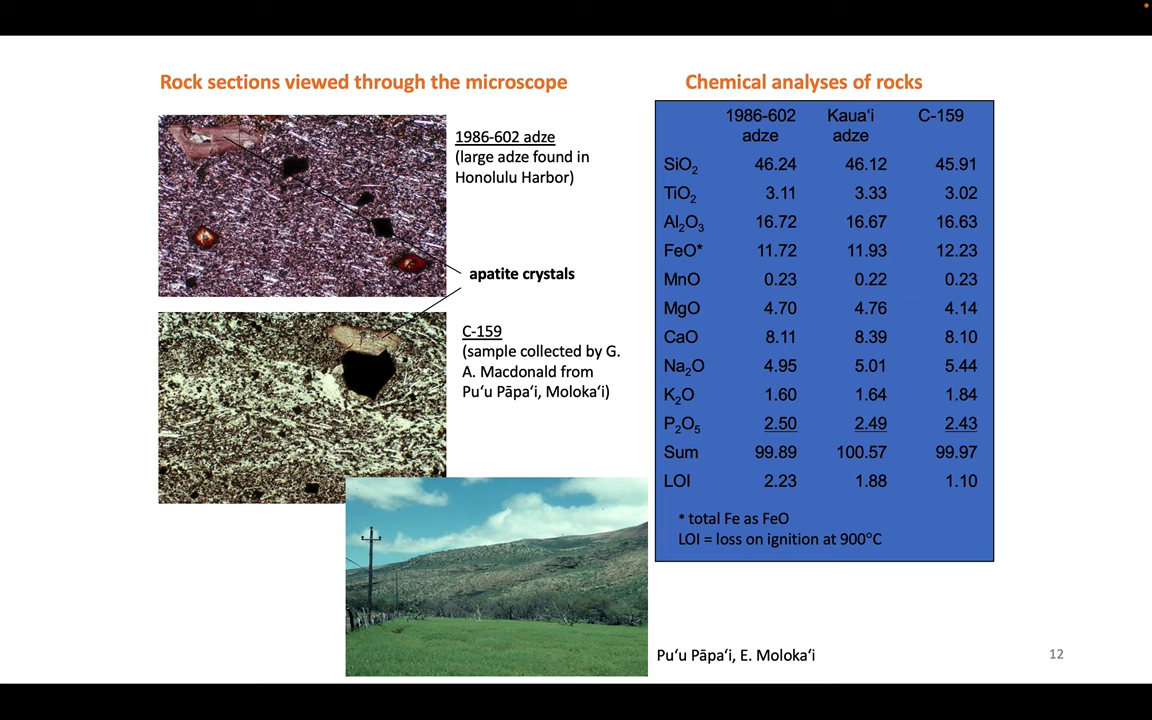 Rock sections viewed through the microscope
1986-602 adze
(large adze found in
Honolulu Harbor)
apatite crystals
C-159
(sample collected by G.
A. Macdonald from
Puʻu Pāpaʻi, Molokaʻi)
Chemical analyses of rocks
1986-602 Kauaʻi C-159
adze adze
SiO₂ 46.24 46.12 45.91
TiO₂ 3.11 3.33 3.02
Al₂O₃ 16.72 16.67 16.63
FeO* 11.72 11.93 12.23
MnO 0.23 0.22 0.23
MgO 4.70 4.76 4.14
CaO 8.11 8.39 8.10
Na₂O 4.95 5.01 5.44
K₂O 1.60 1.64 1.84
P₂O₅ 2.50 2.49 2.43
Sum 99.89 100.57 99.97
LOI 2.23 1.88 1.10
* total Fe as FeO
LOI = loss on ignition at 900°C
Puʻu Pāpaʻi, E. Molokaʻi
12